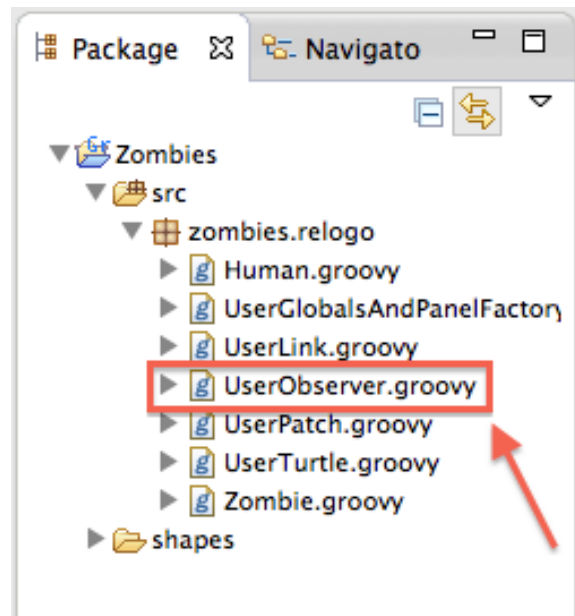 Package Navigato
Zombies
src
zombies.relogo
Human.groovy
UserGlobalsAndPanelFactory
UserLink.groovy
UserObserver.groovy
UserPatch.groovy
UserTurtle.groovy
Zombie.groovy
shapes